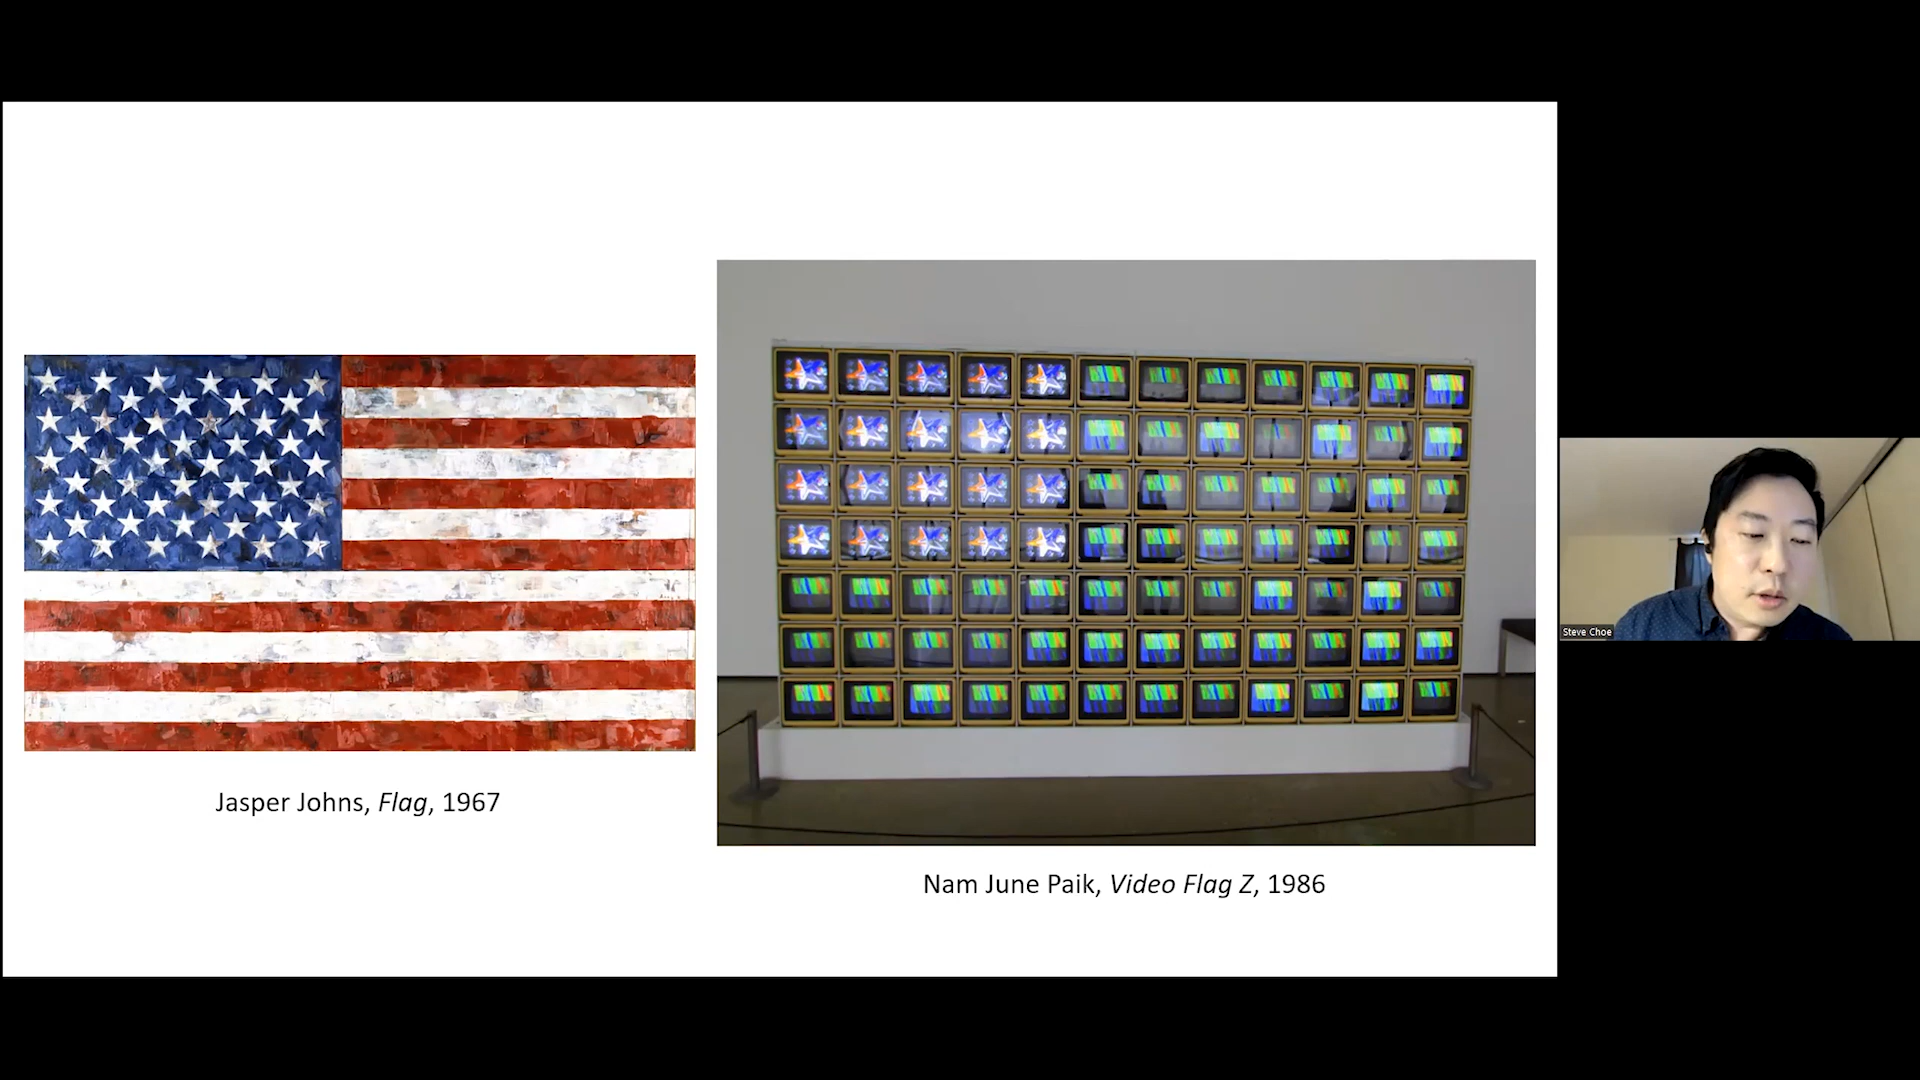 Jasper Johns, Flag, 1967
Nam June Paik, Video Flag Z, 1986
Steve Choe